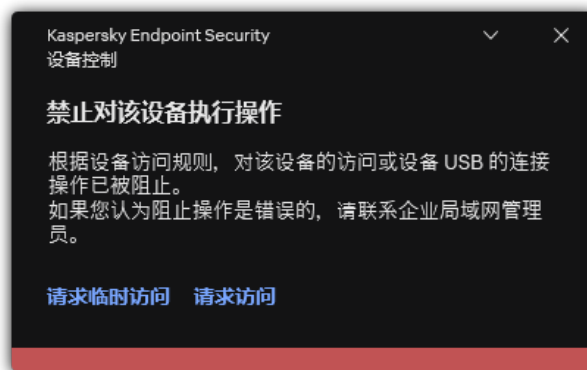 Kaspersky Endpoint Security
设备控制
禁止对该设备执行操作
根据设备访问规则，对该设备的访问或设备 USB 的连接
操作已被阻止。
如果您认为阻止操作是错误的，请联系企业局域网管理
员。
请求临时访问 请求访问